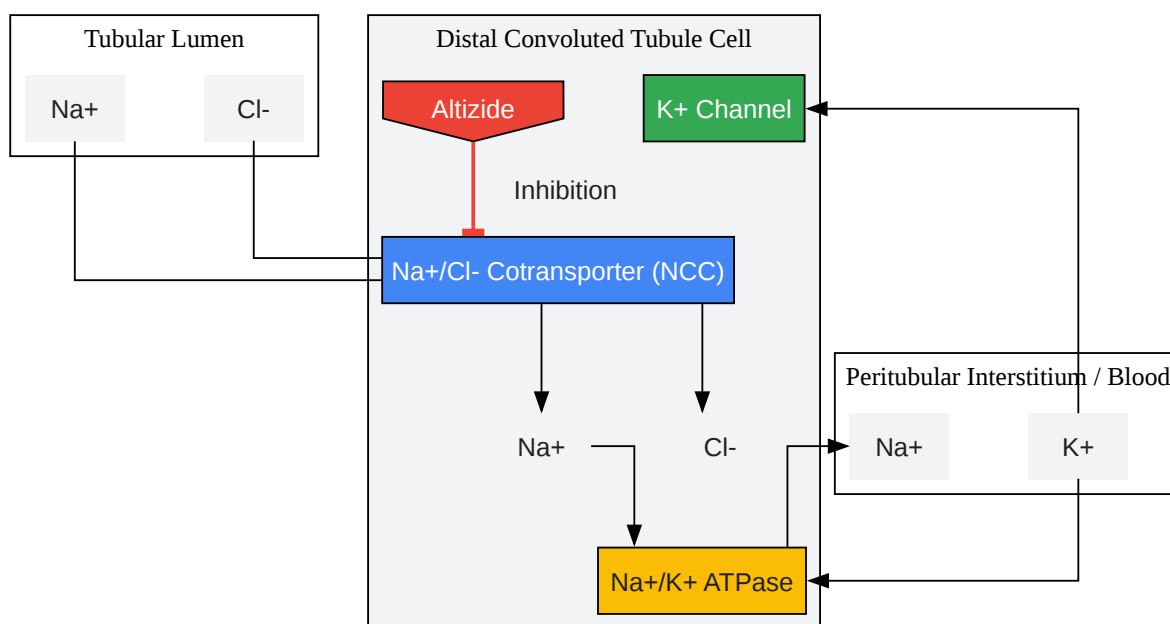 Tubular Lumen
Na+
Cl-
Distal Convoluted Tubule Cell
Altizide
K+ Channel
Inhibition
Na+/Cl- Cotransporter (NCC)
Na+
Cl-
Na+/K+ ATPase
Peritubular Interstitium / Blood
Na+
K+